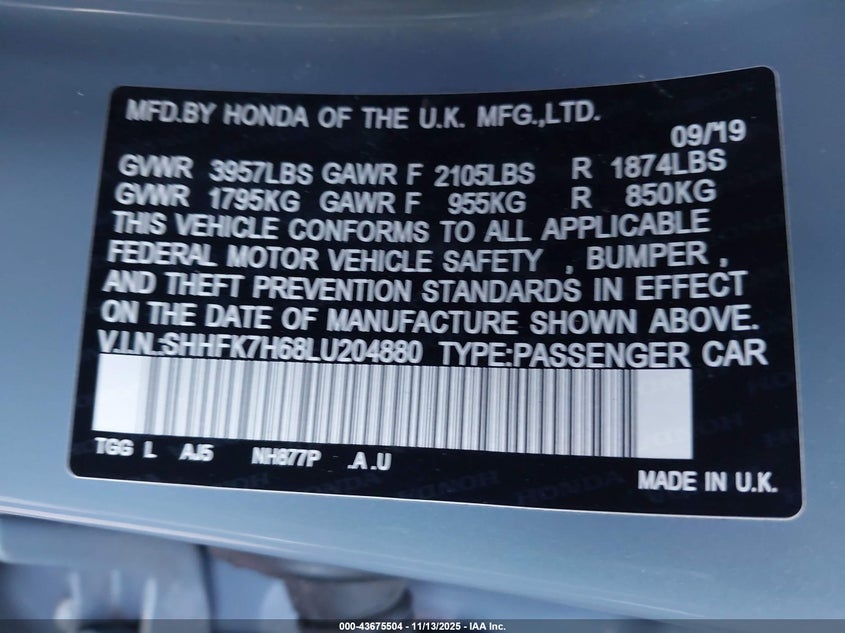 MFD.BY HONDA OF THE U.K. MFG.,LTD.
09/'19
GVWR 3957LBS GAWR F 2105LBS R 1874LBS
GVWR 1795KG GAWR F 955KG R 850KG
THIS VEHICLE CONFORMS TO ALL APPLICABLE
FEDERAL MOTOR VEHICLE SAFETY , BUMPER ,
AND THEFT PREVENTION STANDARDS IN EFFECT
ON THE DATE OF MANUFACTURE SHOWN ABOVE.
V.I.N.:SHHFK7H68LU204880 TYPE:PASSENGER CAR
TGG L AJ5 NH877P .A .U
MADE IN U.K.
000-43675504 - 11/13/2025 - IAA Inc.